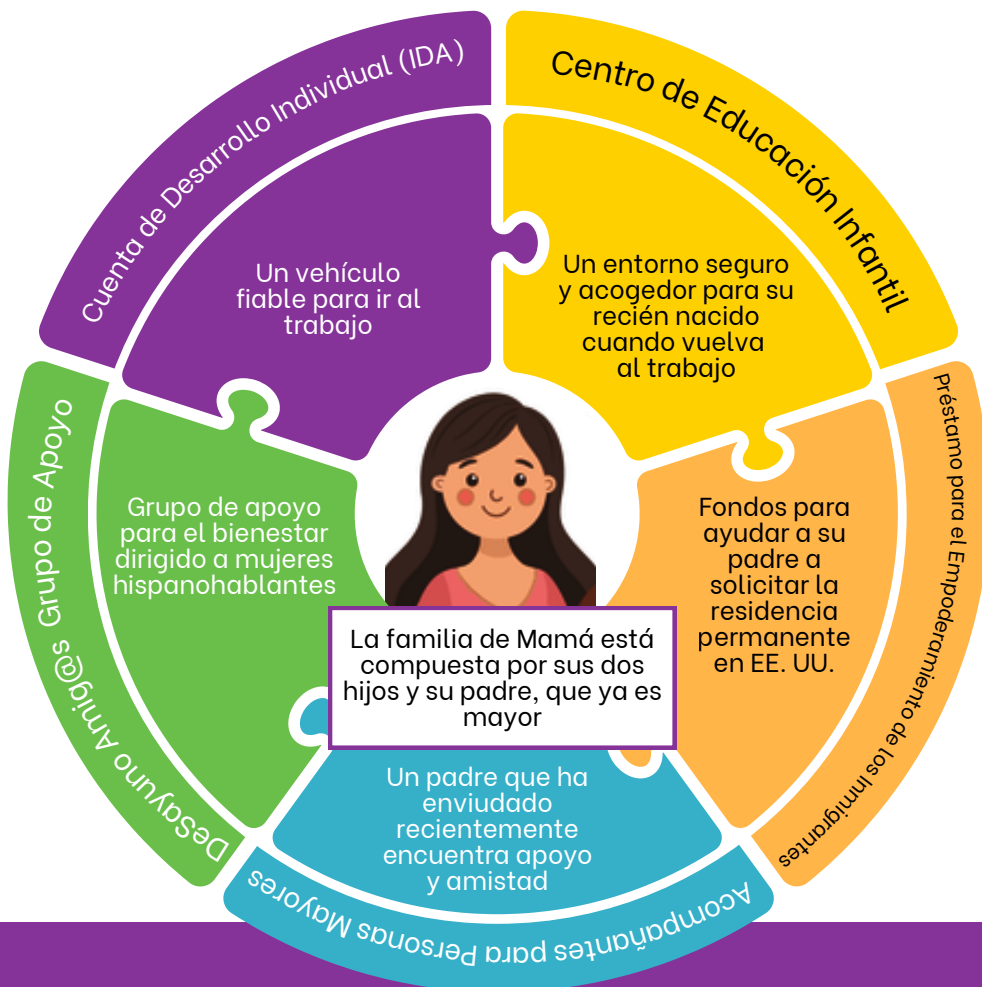 Cuenta de Desarrollo Individual (IDA)
Un vehículo
fiable para ir al
trabajo
Centro de Educación Infantil
Un entorno seguro
y acogedor para su
recién nacido
cuando vuelva
al trabajo
Préstamo para el Empoderamiento de los Inmigrantes
Fondos para
ayudar a su
padre a
solicitar la
residencia
permanente
en EE. UU.
Acompañantes para Personas Mayores
Un padre que ha
enviudado
recientemente
encuentra apoyo
y amistad
DeSayuno Amig@s Grupo de Apoyo
Grupo de apoyo
para el bienestar
dirigido a mujeres
hispanohablantes
La familia de Mamá está
compuesta por sus dos
hijos y su padre, que ya es
mayor